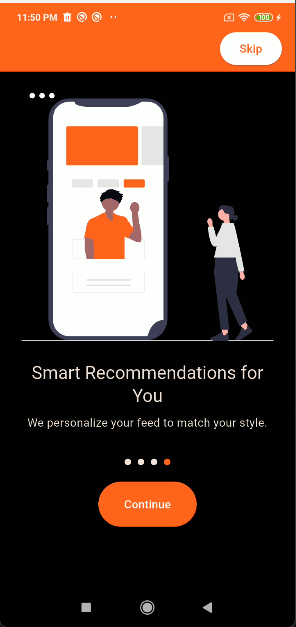 11:50 PM
100
Skip
Smart Recommendations for
You
We personalize your feed to match your style.
Continue